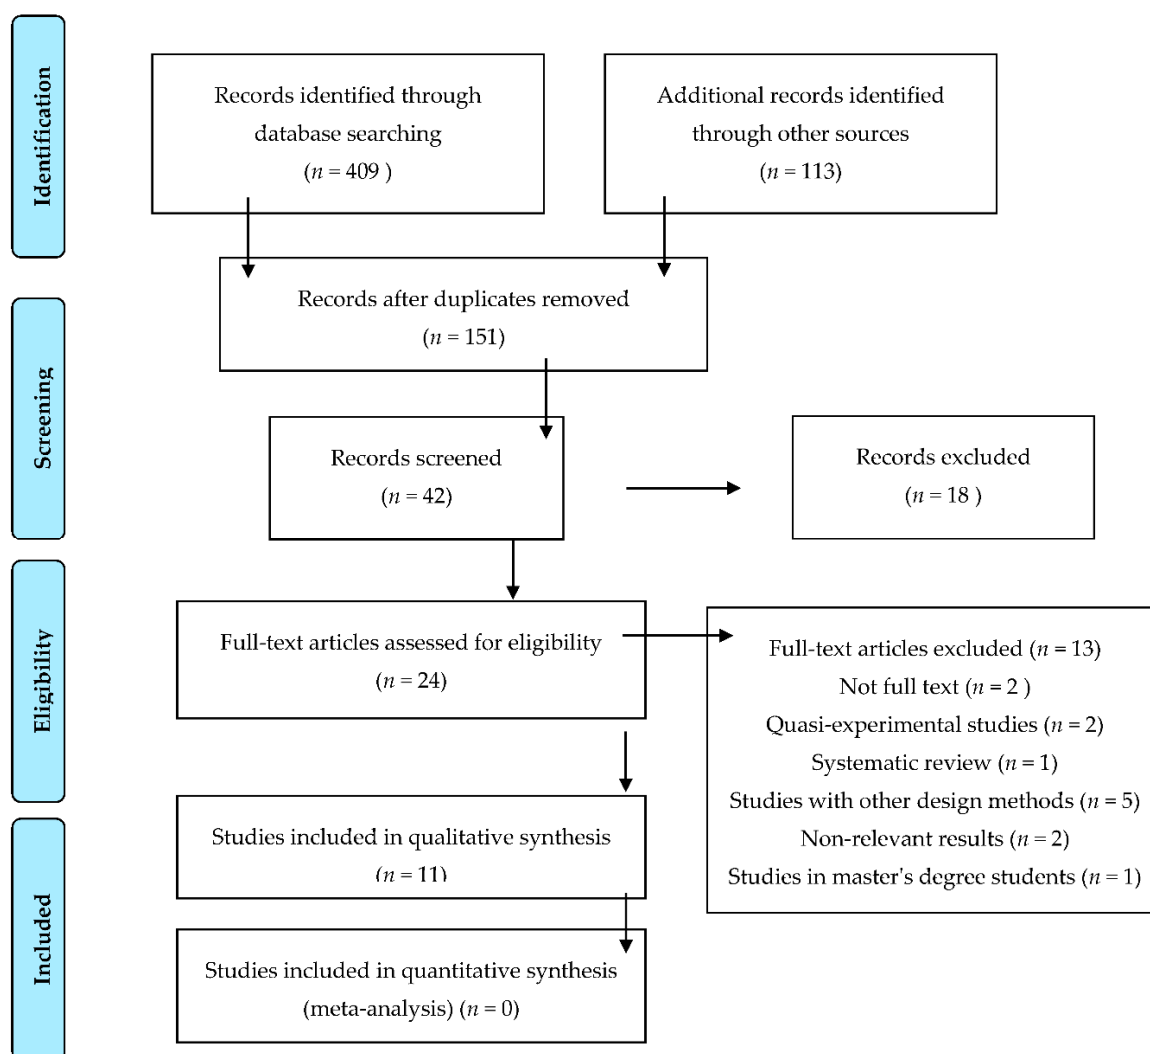 Identification
Records identified through
database searching
(n = 409 )
Additional records identified
through other sources
(n = 113)
Records after duplicates removed
(n = 151)
Screening
Records screened
(n = 42)
Records excluded
(n = 18 )
Eligibility
Full-text articles assessed for eligibility
(n = 24)
Full-text articles excluded (n = 13)
Not full text (n = 2 )
Quasi-experimental studies (n = 2)
Systematic review (n = 1)
Studies with other design methods (n = 5)
Non-relevant results (n = 2)
Studies in master's degree students (n = 1)
Included
Studies included in qualitative synthesis
(n = 11)
Studies included in quantitative synthesis
(meta-analysis) (n = 0)